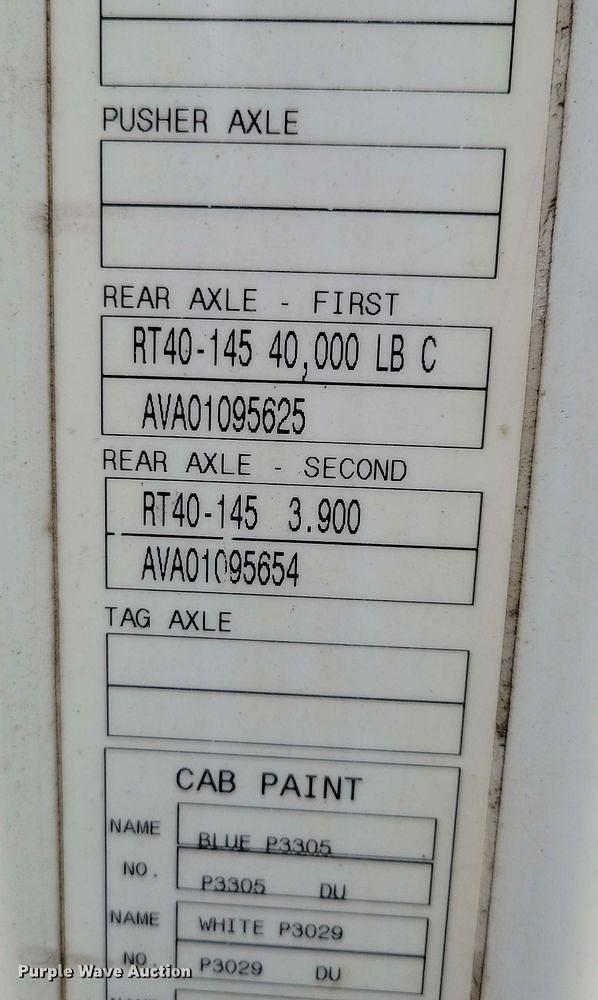 PUSHER AXLE
REAR AXLE - FIRST
RT40-145 40,000 LB C
AVA01095625
REAR AXLE - SECOND
RT40-145 3.900
AVA01095654
TAG AXLE
CAB PAINT
NAME BLUE P3305
NO. P3305 DU
NAME WHITE P3029
NO. P3029 DU
NAME
Purple Wave Auction